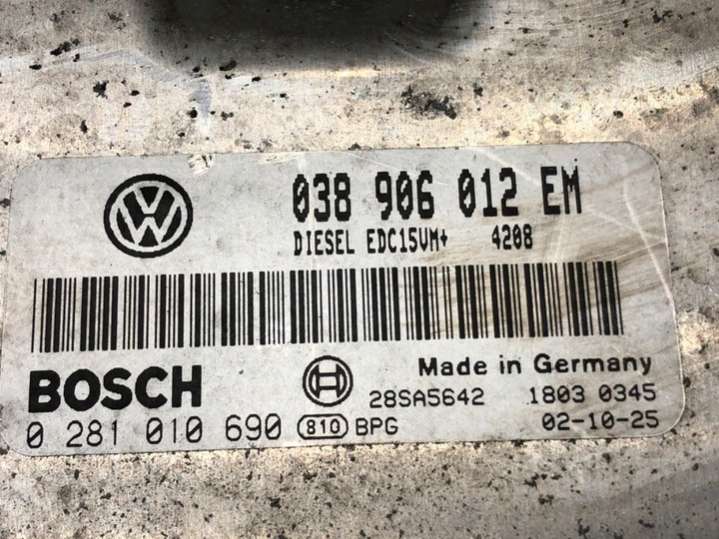 VW
038 906 012 EM
DIESEL EDC15VM+ 4208
BOSCH
Made in Germany
28SA5642 1803 0345
0 281 010 690 810 BPG 02-10-25